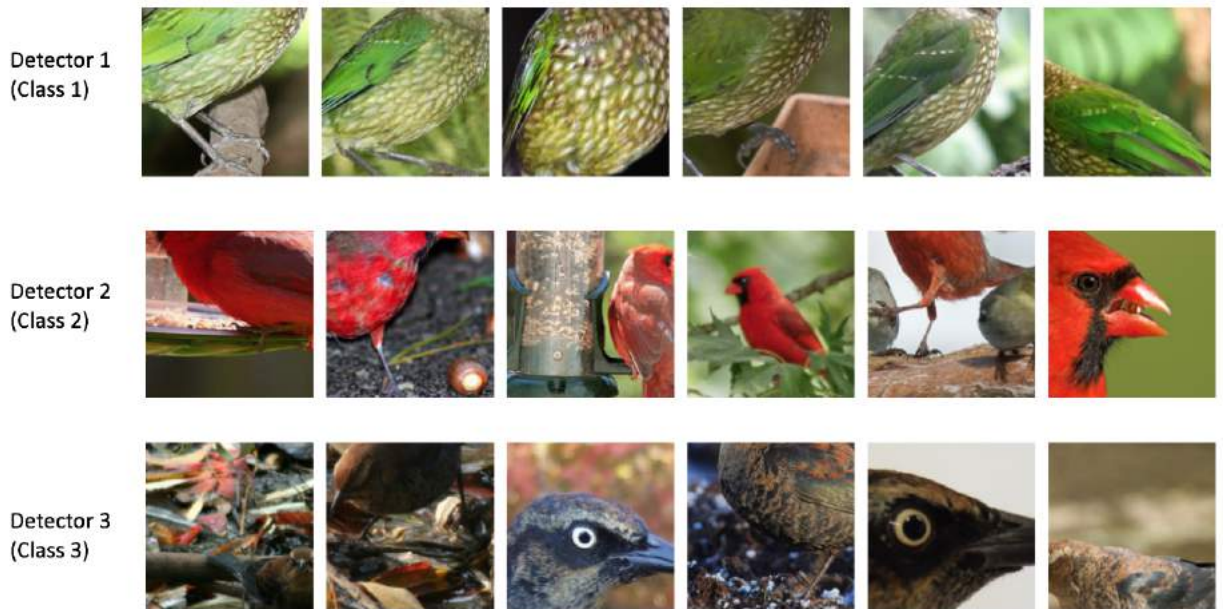 Detector 1
(Class 1)
Detector 2
(Class 2)
Detector 3
(Class 3)